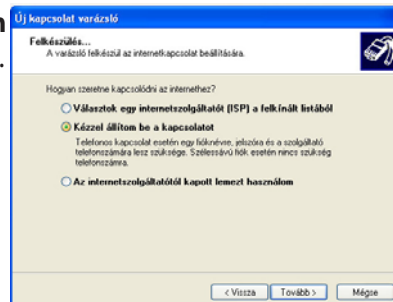 Új kapcsolat varázsló
Felkészülés...
A varázsló felkészül az internetkapcsolat beállítására.
Hogyan szeretne kapcsolódni az internethez?
Választok egy internetszolgáltatót (ISP) a felkínált listából
Kézzel állítom be a kapcsolatot
Telefonos kapcsolat esetén egy fióknévre, jelszóra és a szolgáltató
telefonszámára lesz szüksége. Szélessávú fiók esetén nincs szükség
telefonszámra.
Az internetszolgáltatótól kapott lemezt használom
< Vissza Tovább > Mégse